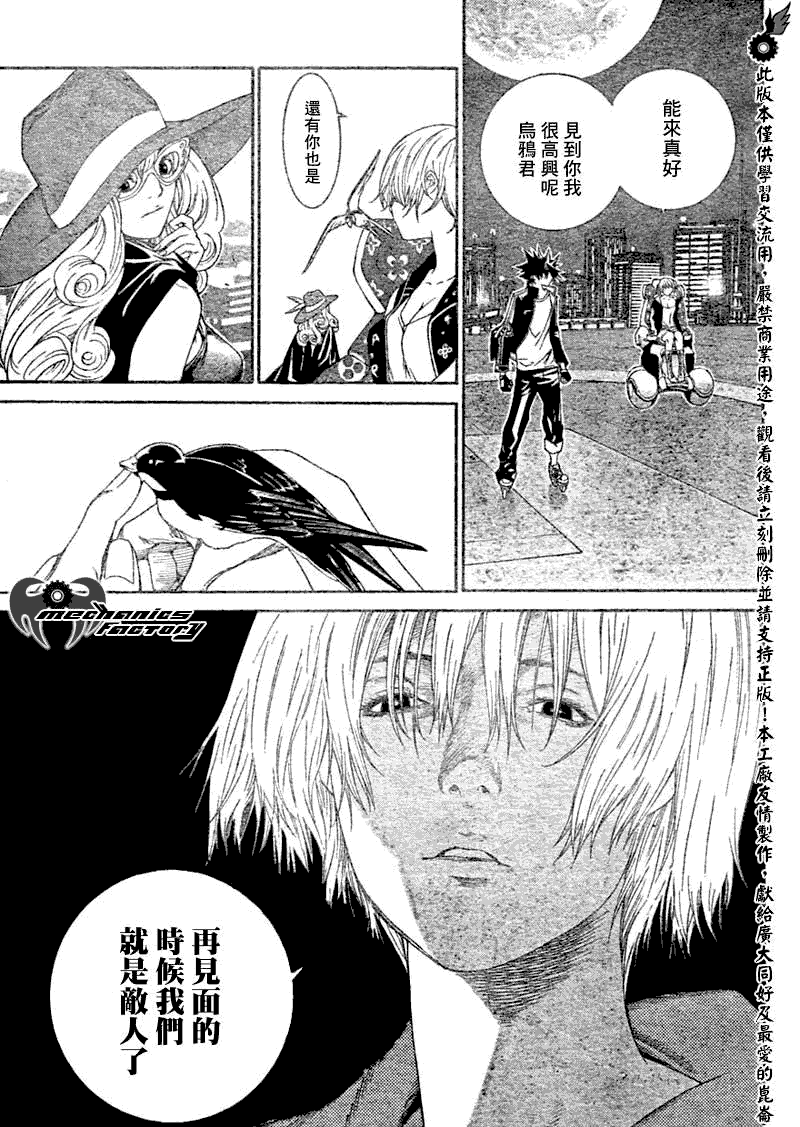 能來真好
見到你我
很高興呢
烏鴉君
還有你也是
再見面的
時候我們
就是敵人了
mechanics
factory
此版本僅供學習交流用，嚴禁商業用途，觀看後請立刻刪除並請支持正版！本工廠友情製作，獻給廣大同好及最愛的崑崙